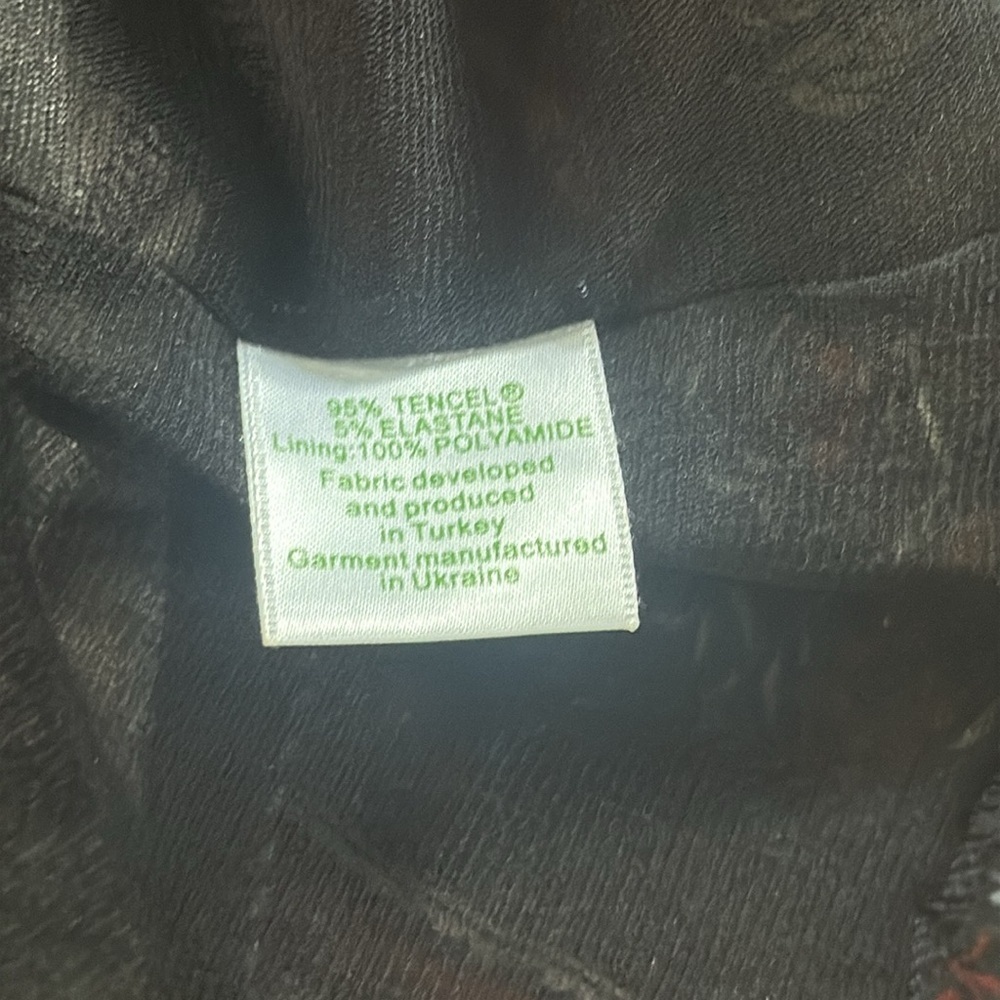 95% TENCEL®
5% ELASTANE
Lining:100% POLYAMIDE
Fabric developed
and produced
in Turkey
Garment manufactured
in Ukraine